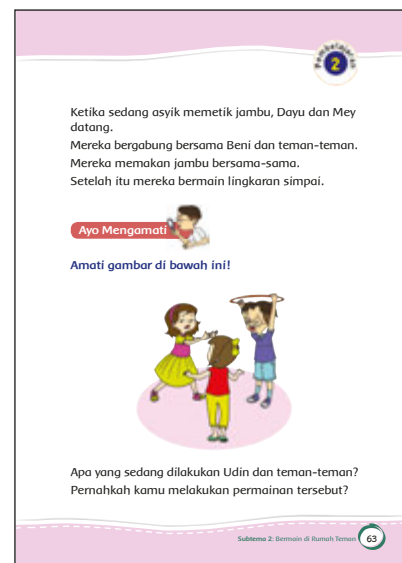 Pembelajaran
2
Ketika sedang asyik memetik jambu, Dayu dan Mey
datang.
Mereka bergabung bersama Beni dan teman-teman.
Mereka memakan jambu bersama-sama.
Setelah itu mereka bermain lingkaran simpai.
Ayo Mengamati
Amati gambar di bawah ini!
Apa yang sedang dilakukan Udin dan teman-teman?
Pernahkah kamu melakukan permainan tersebut?
Subtema 2: Bermain di Rumah Teman
63